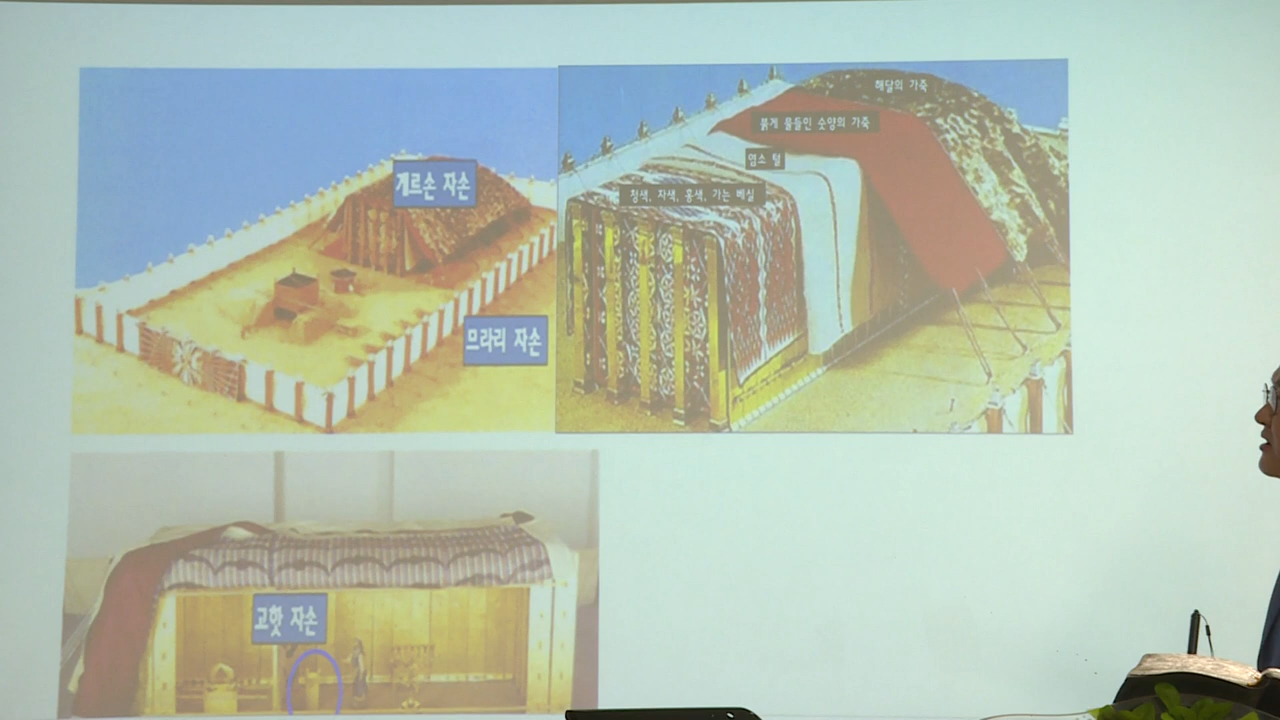 게르손 자손
므라리 자손
해달의 가죽
붉게 물들인 숫양의 가죽
염소 털
청색, 자색, 홍색, 가는 베실
고핫 자손